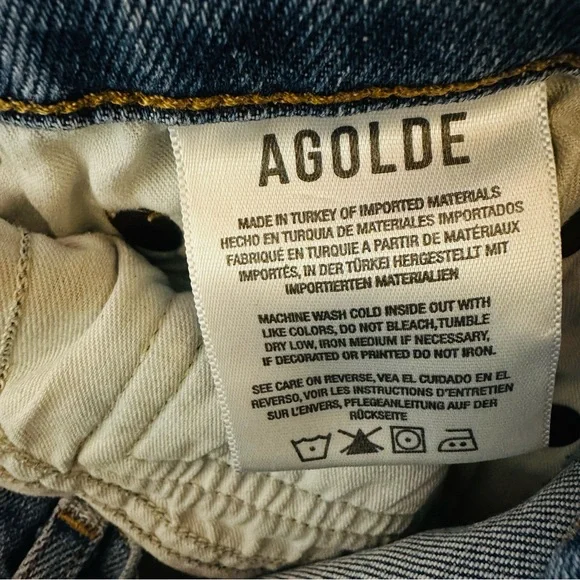 AGOLDE
MADE IN TURKEY OF IMPORTED MATERIALS
HECHO EN TURQUIA DE MATERIALES IMPORTADOS
FABRIQUÉ EN TURQUIE A PARTIR DE MATÉRIAUX
IMPORTÉS, IN DER TÜRKEI HERGESTELLT MIT
IMPORTIERTEN MATERIALIEN
MACHINE WASH COLD INSIDE OUT WITH
LIKE COLORS, DO NOT BLEACH,TUMBLE
DRY LOW, IRON MEDIUM IF NECESSARY,
IF DECORATED OR PRINTED DO NOT IRON.
SEE CARE ON REVERSE, VEA EL CUIDADO EN EL
REVERSO, VOIR LES INSTRUCTIONS D'ENTRETIEN
SUR L'ENVERS, PFLEGEANLEITUNG AUF DER
RÜCKSEITE